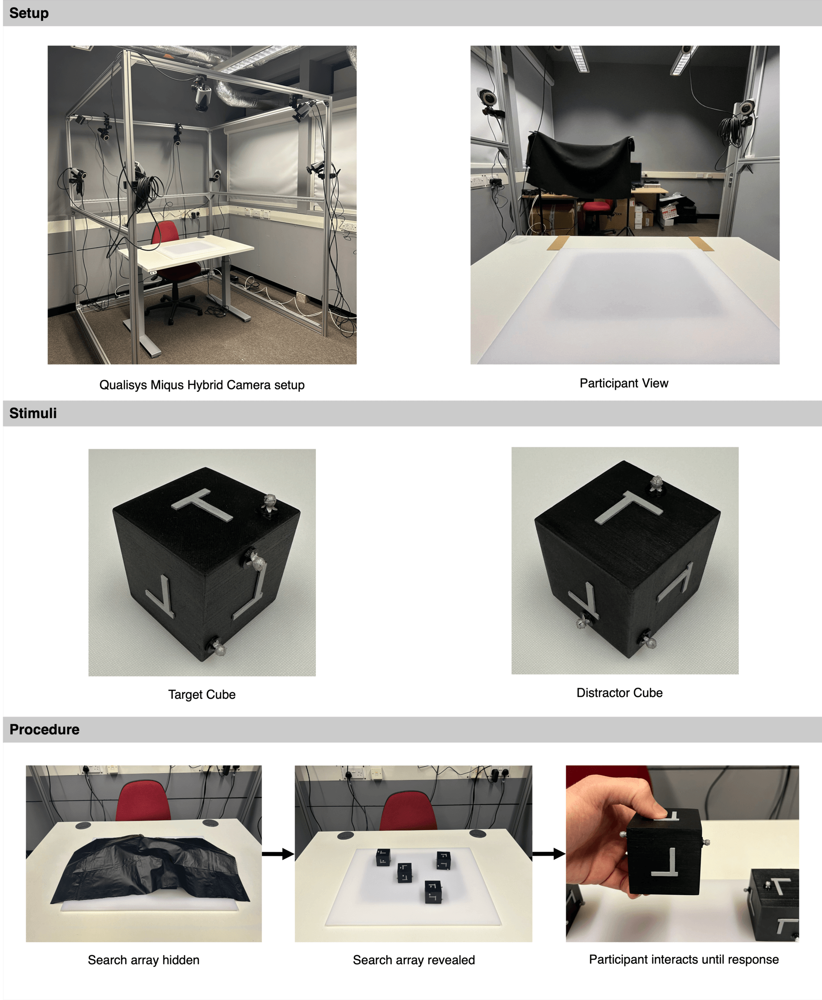 Setup
Qualisys Miqus Hybrid Camera setup
Participant View
Stimuli
Target Cube
Distractor Cube
Procedure
Search array hidden
Search array revealed
Participant interacts until response